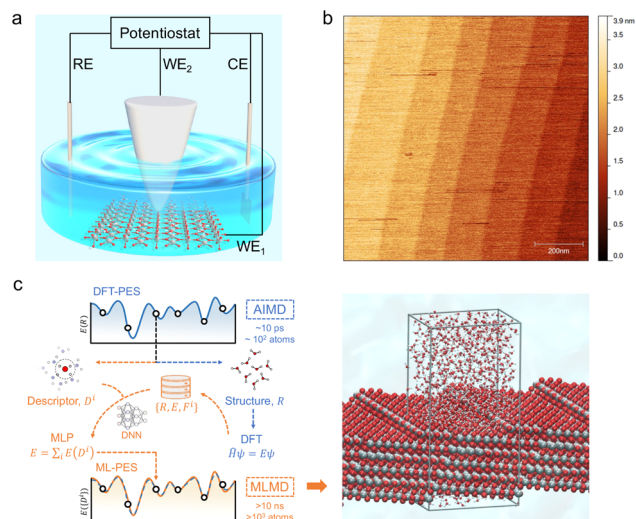 a
Potentiostat
RE
WE₂
CE
WE₁
b
3.9 nm
3.5
3.0
2.5
2.0
1.5
1.0
0.5
0.0
200nm
c
DFT-PES
E(R)
AIMD
~10 ps
~ 10² atoms
Descriptor, Dⁱ
{R, E, Fⁱ}
Structure, R
DNN
MLP
E = ∑ᵢ E(Dⁱ)
DFT
Ĥψ = Eψ
ML-PES
E({Dⁱ})
MLMD
>10 ns
>10³ atoms